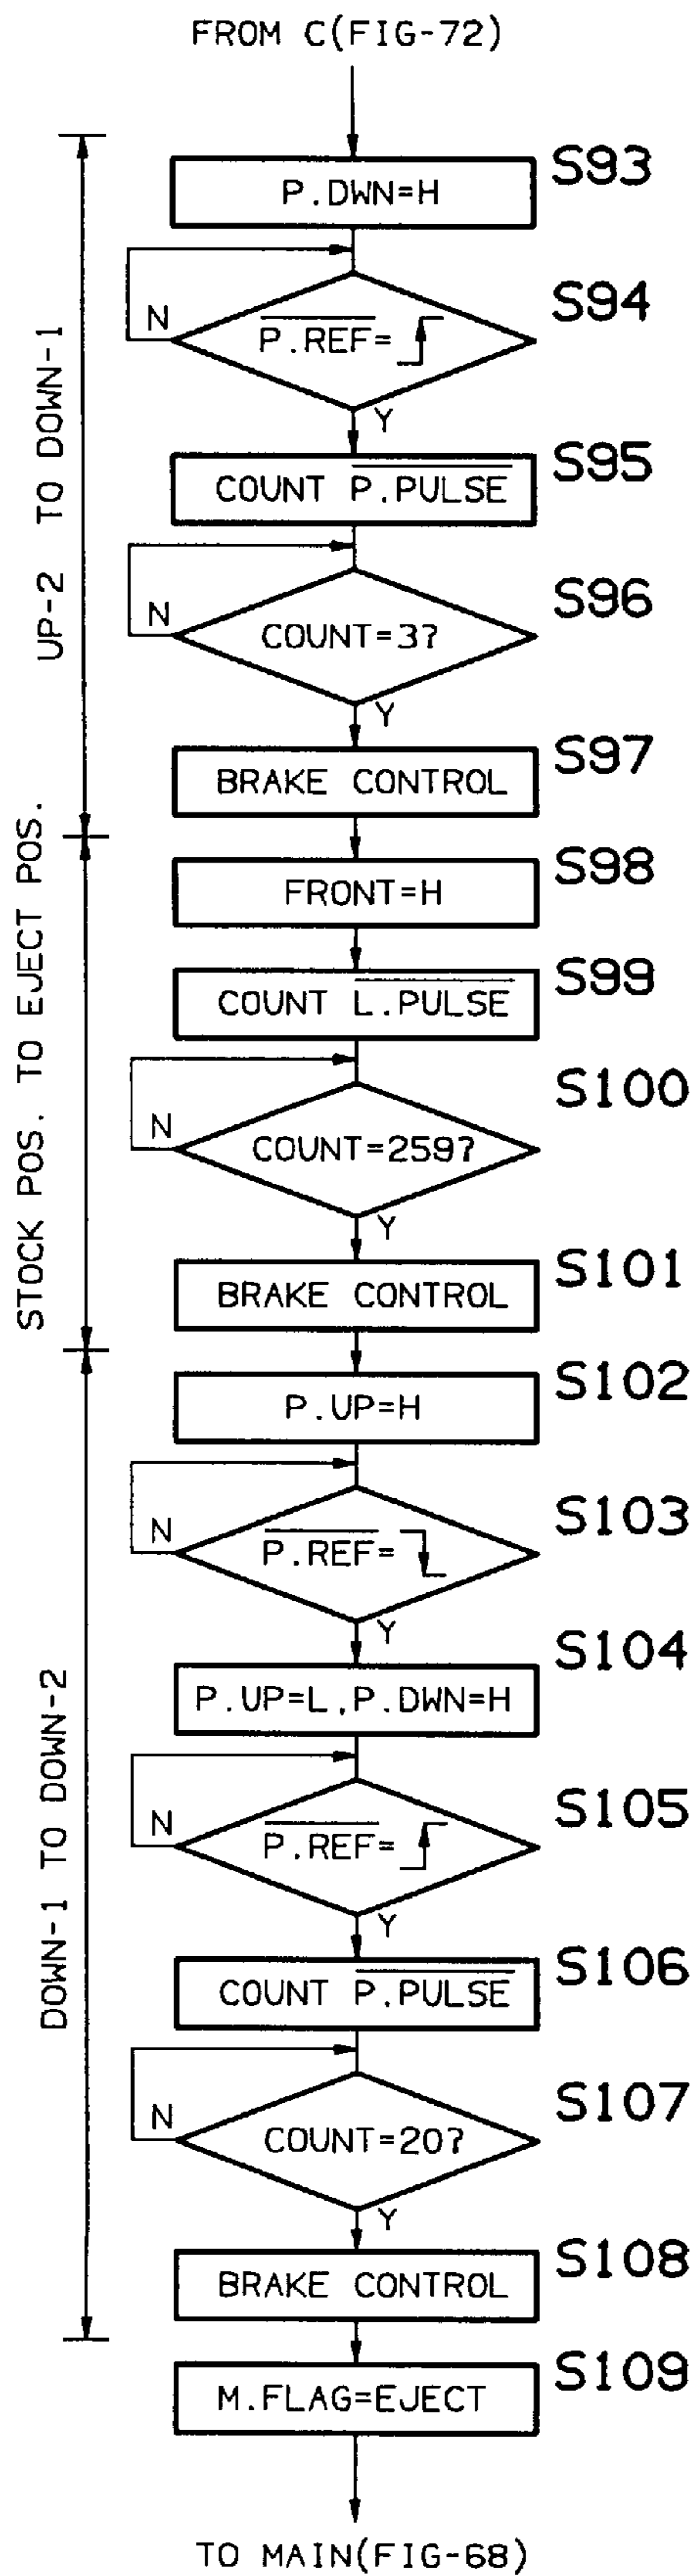 FROM C(FIG-72)
UP-2 TO DOWN-1
P.DWN=H
S93
P.REF=
S94
N
Y
COUNT P.PULSE
S95
COUNT=3?
S96
N
Y
BRAKE CONTROL
S97
STOCK POS. TO EJECT POS.
FRONT=H
S98
COUNT L.PULSE
S99
COUNT=259?
S100
N
Y
BRAKE CONTROL
S101
DOWN-1 TO DOWN-2
P.UP=H
S102
P.REF=
S103
N
Y
P.UP=L,P.DWN=H
S104
P.REF=
S105
N
Y
COUNT P.PULSE
S106
COUNT=20?
S107
N
Y
BRAKE CONTROL
S108
M.FLAG=EJECT
S109
TO MAIN(FIG-68)